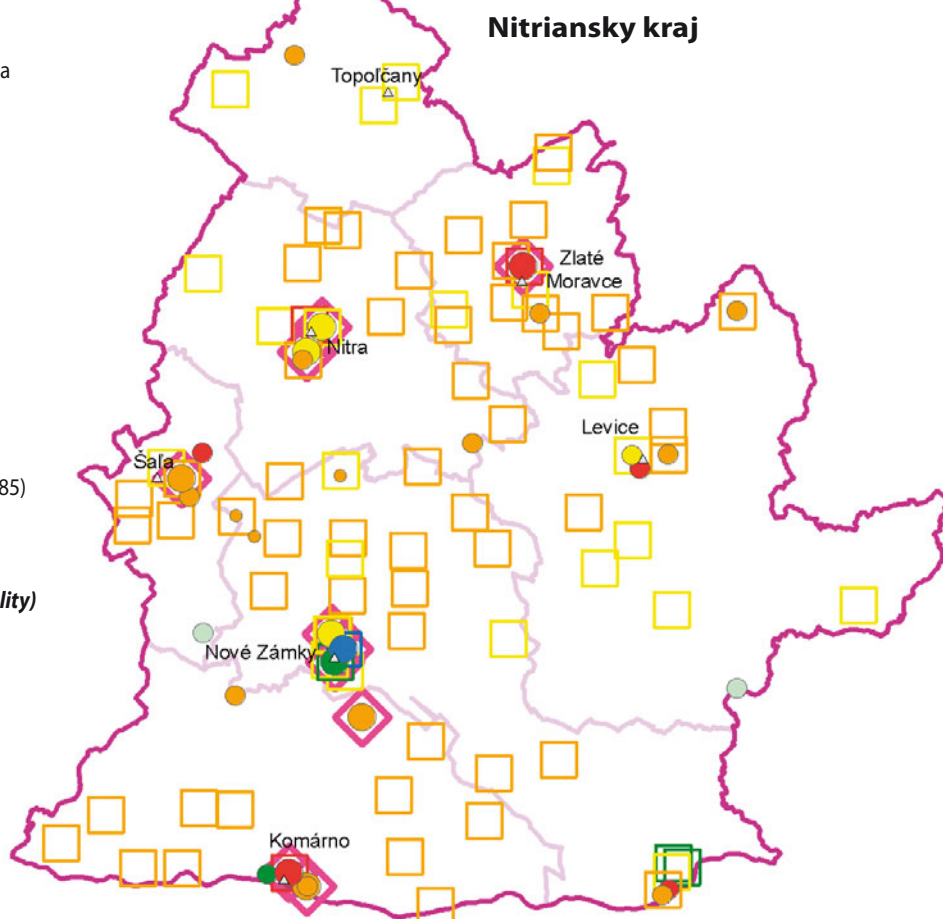 Nitriansky kraj
a
Topoľčany
Zlaté
Moravce
Nitra
Levice
Šaľa
85)
lity)
Nové Zámky
Komárno